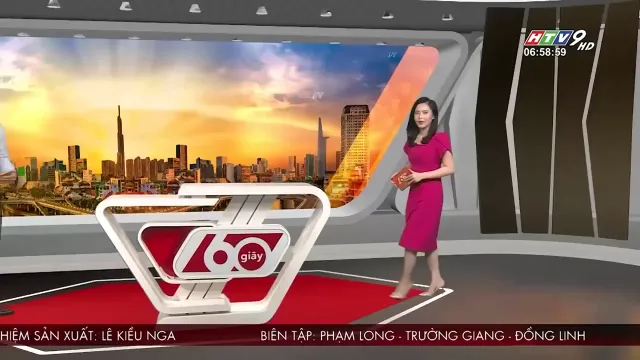 HTV9 HD
06:58:59
60 giây
HIỆM SẢN XUẤT: LÊ KIỀU NGA BIÊN TẬP: PHẠM LONG - TRƯỜNG GIANG - ĐỒNG LINH